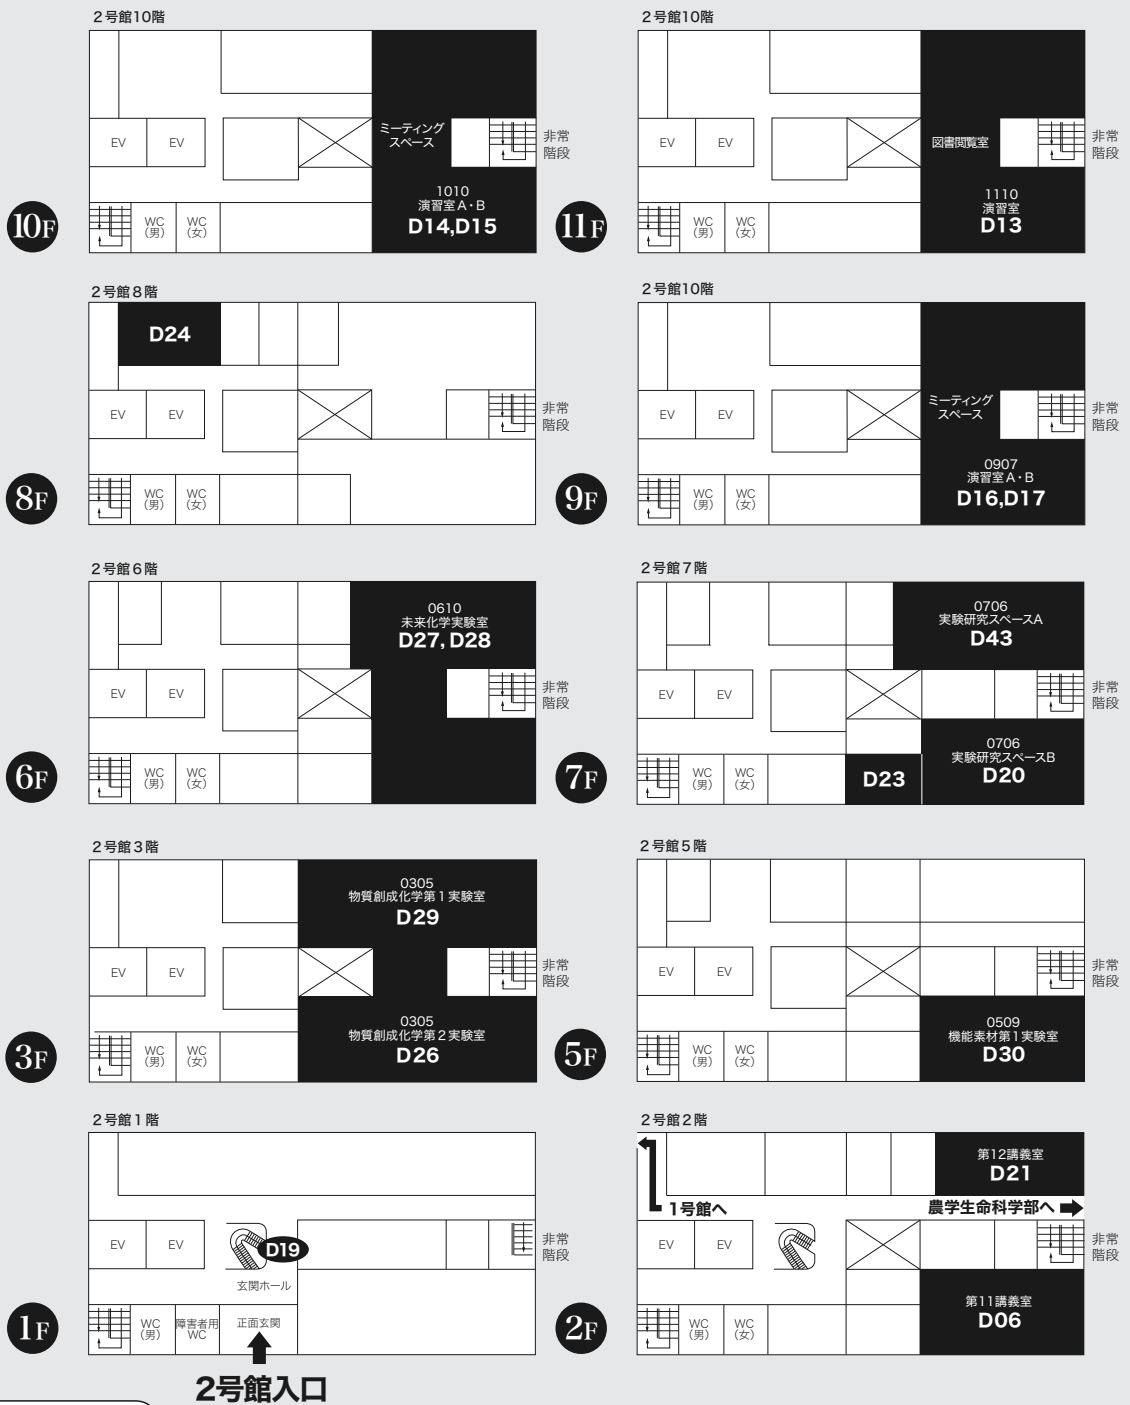 2号館10階
EV
EV
ミーティング
スペース
非常
階段
1010
演習室A・B
D14,D15
WC
(男)
WC
(女)
10F
2号館10階
EV
EV
図書閲覧室
非常
階段
1110
演習室
D13
WC
(男)
WC
(女)
11F
2号館8階
D24
EV
EV
非常
階段
WC
(男)
WC
(女)
8F
2号館10階
EV
EV
ミーティング
スペース
非常
階段
0907
演習室A・B
D16,D17
WC
(男)
WC
(女)
9F
2号館6階
0610
未来化学実験室
D27, D28
EV
EV
非常
階段
WC
(男)
WC
(女)
6F
2号館7階
0706
実験研究スペースA
D43
EV
EV
非常
階段
0706
実験研究スペースB
D20
D23
WC
(男)
WC
(女)
7F
2号館3階
0305
物質創成化学第1実験室
D29
EV
EV
非常
階段
0305
物質創成化学第2実験室
D26
WC
(男)
WC
(女)
3F
2号館5階
EV
EV
非常
階段
0509
機能素材第1実験室
D30
WC
(男)
WC
(女)
5F
2号館1階
EV
EV
D19
非常
階段
玄関ホール
WC
(男)
障害者用
WC
正面玄関
1F
2号館入口
2号館2階
第12講義室
D21
1号館へ
農学生命科学部へ
EV
EV
非常
階段
第11講義室
D06
WC
(男)
WC
(女)
2F